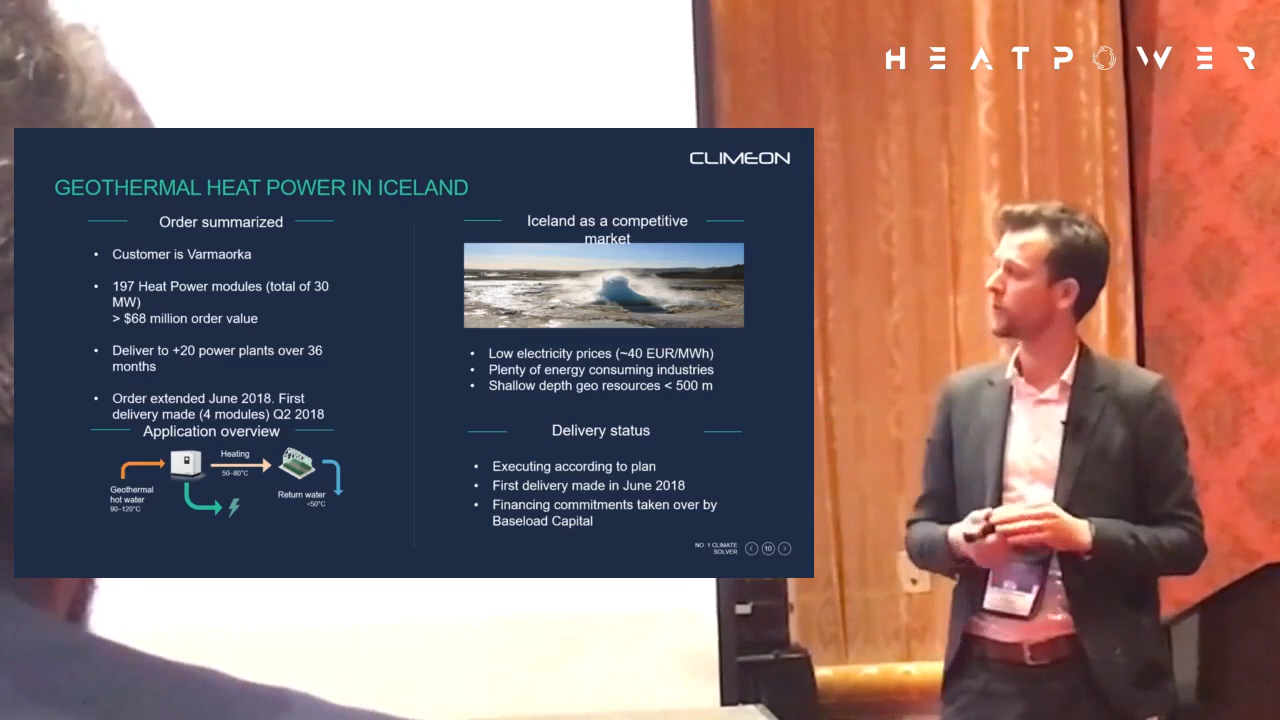 HEATPOWER
CLIMEON
GEOTHERMAL HEAT POWER IN ICELAND
Order summarized
• Customer is Varmaorka
• 197 Heat Power modules (total of 30
MW)
> $68 million order value
• Deliver to +20 power plants over 36
months
• Order extended June 2018. First
delivery made (4 modules) Q2 2018
Application overview
Heating
50–80°C
Geothermal
hot water
90–120°C
Return water
<50°C
Iceland as a competitive
market
• Low electricity prices (~40 EUR/MWh)
• Plenty of energy consuming industries
• Shallow depth geo resources < 500 m
Delivery status
• Executing according to plan
• First delivery made in June 2018
• Financing commitments taken over by
Baseload Capital
NO. 1 CLIMATE
SOLVER
10